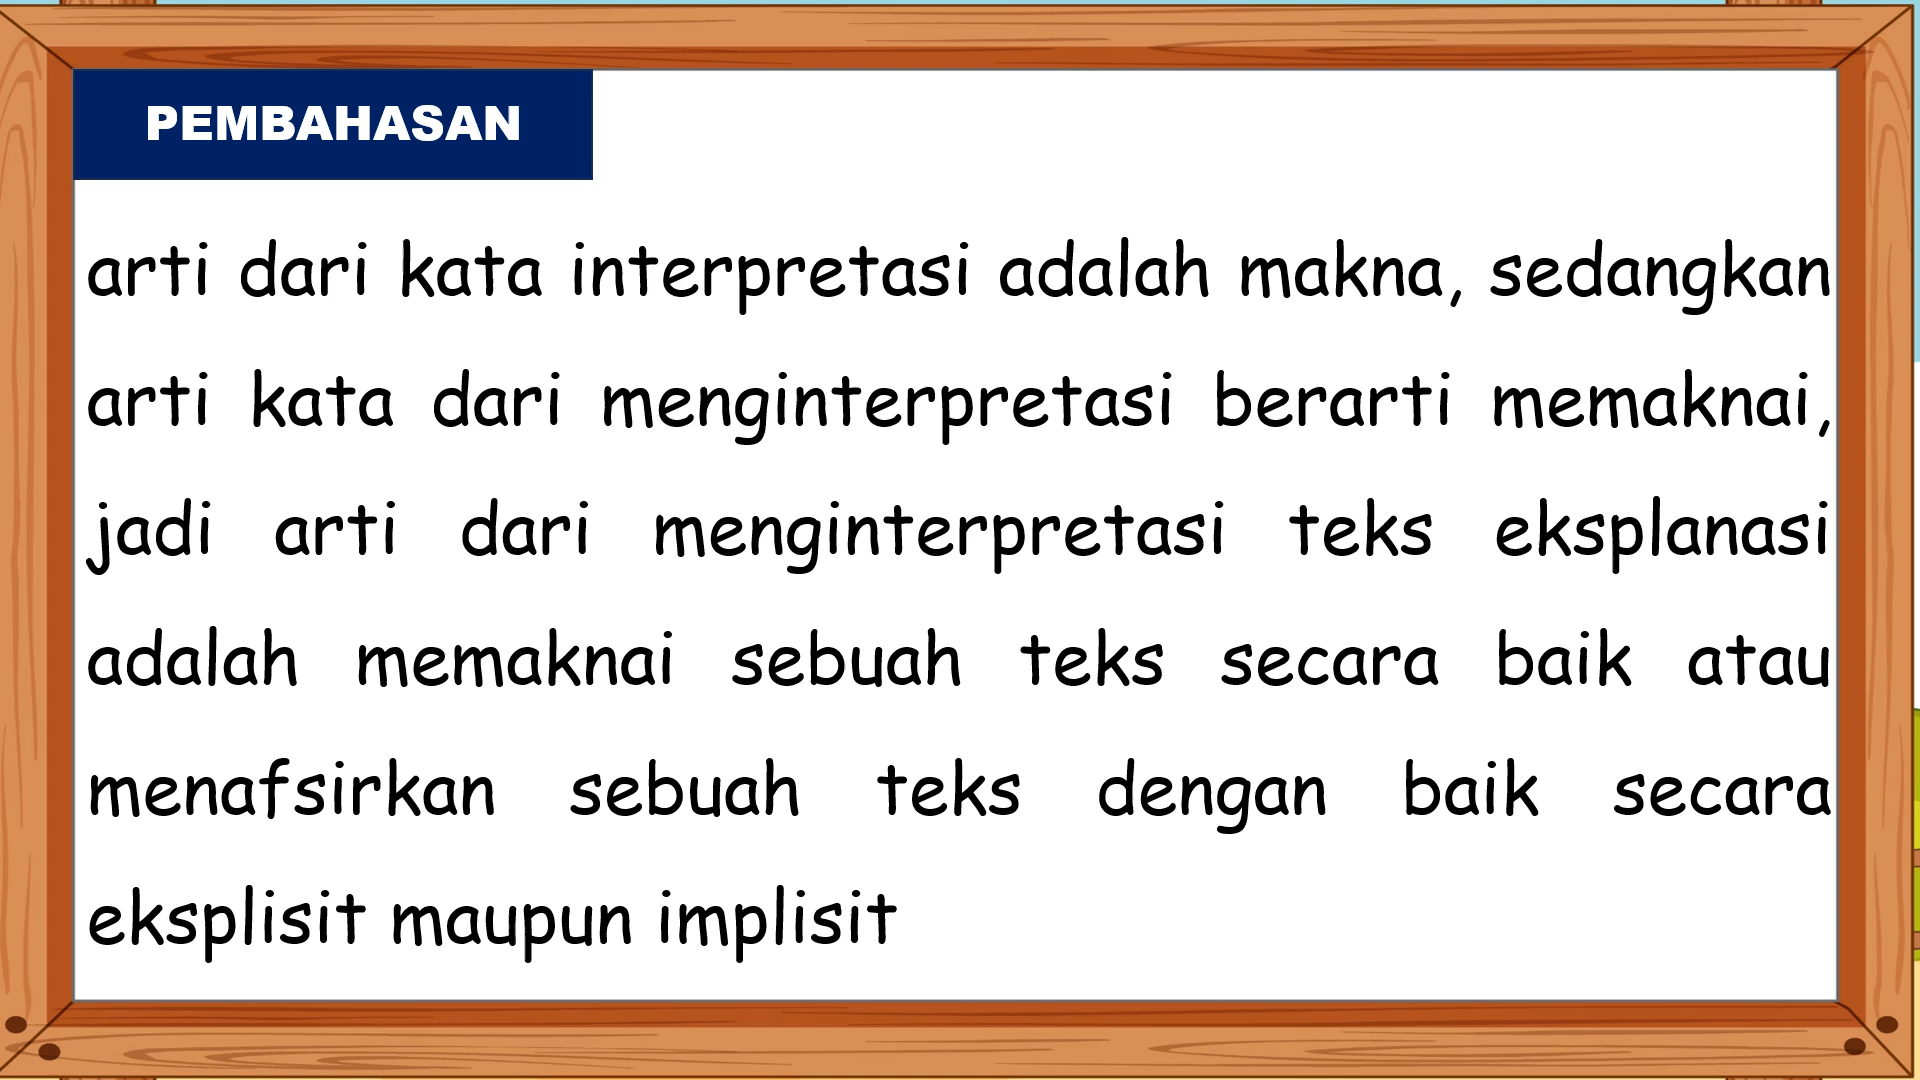 PEMBAHASAN
arti dari kata interpretasi adalah makna, sedangkan
arti kata dari menginterpretasi berarti memaknai,
jadi arti dari menginterpretasi teks eksplanasi
adalah memaknai sebuah teks secara baik atau
menafsirkan sebuah teks dengan baik secara
eksplisit maupun implisit